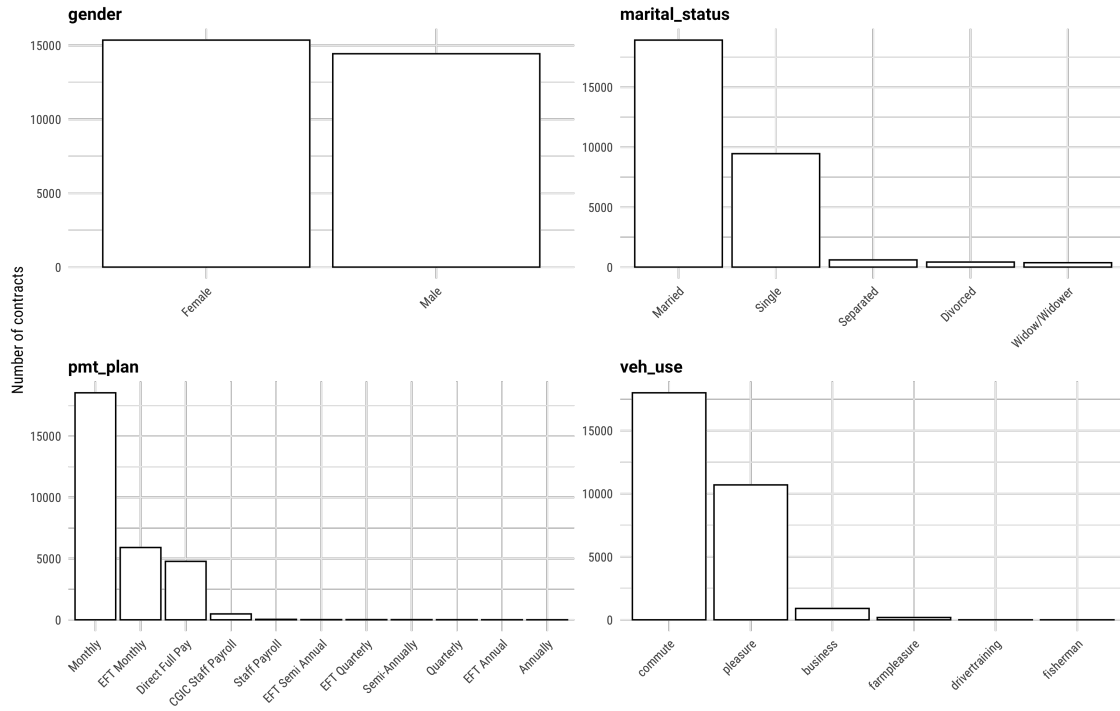 gender
15000
10000
5000
0
Female
Male
marital_status
15000
10000
5000
0
Married
Single
Separated
Divorced
Widow/Widower
Number of contracts
pmt_plan
15000
10000
5000
0
Monthly
EFT Monthly
Direct Full Pay
CGIC Staff Payroll
Staff Payroll
EFT Semi Annual
EFT Quarterly
Semi-Annually
Quarterly
EFT Annual
Annually
veh_use
15000
10000
5000
0
commute
pleasure
business
farmpleasure
drivertraining
fisherman